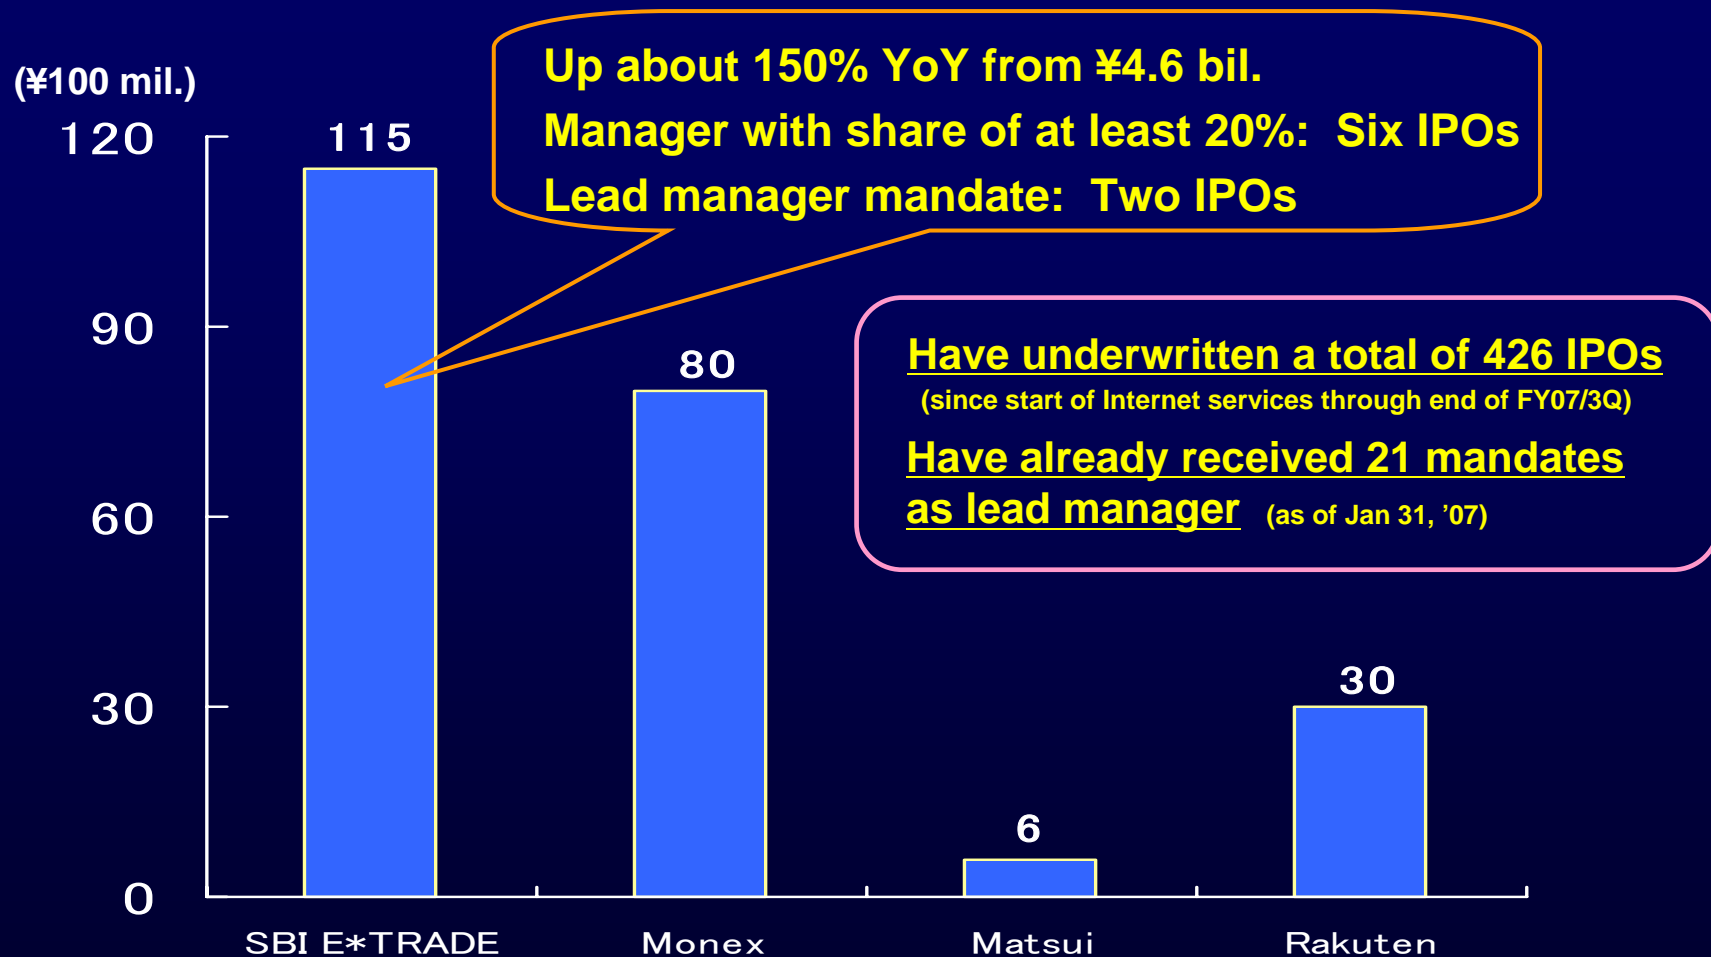 (¥100 mil.)
Up about 150% YoY from ¥4.6 bil.
Manager with share of at least 20%: Six IPOs
Lead manager mandate: Two IPOs
120
90
60
30
0
115
80
6
30
Have underwritten a total of 426 IPOs
(since start of Internet services through end of FY07/3Q)
Have already received 21 mandates
as lead manager (as of Jan 31, ’07)
SBI E*TRADE
Monex
Matsui
Rakuten